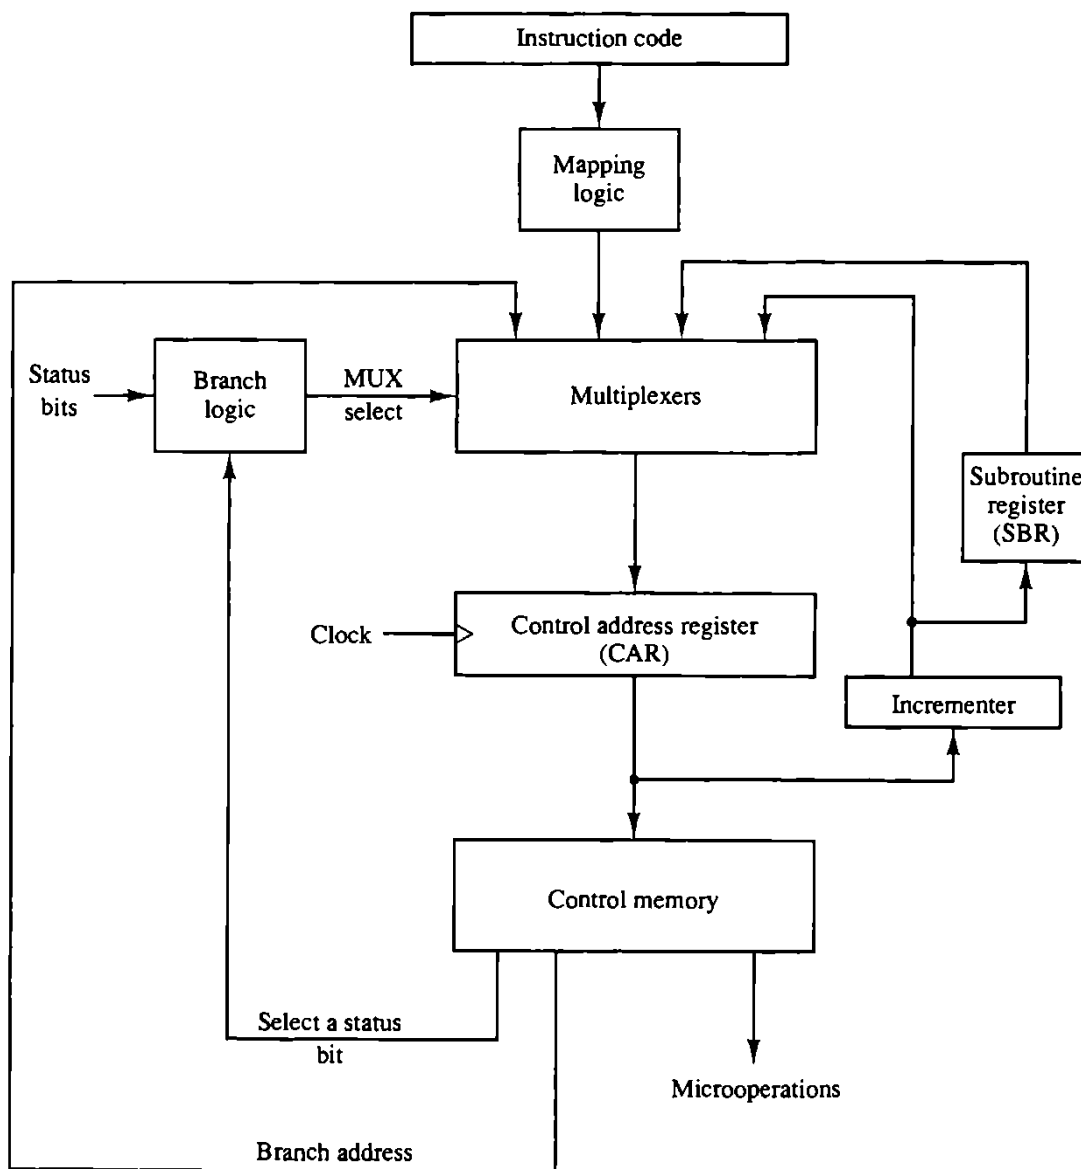 Instruction code
Mapping
logic
Status
bits
Branch
logic
MUX
select
Multiplexers
Subroutine
register
(SBR)
Clock
Control address register
(CAR)
Incrementer
Control memory
Select a status
bit
Microoperations
Branch address